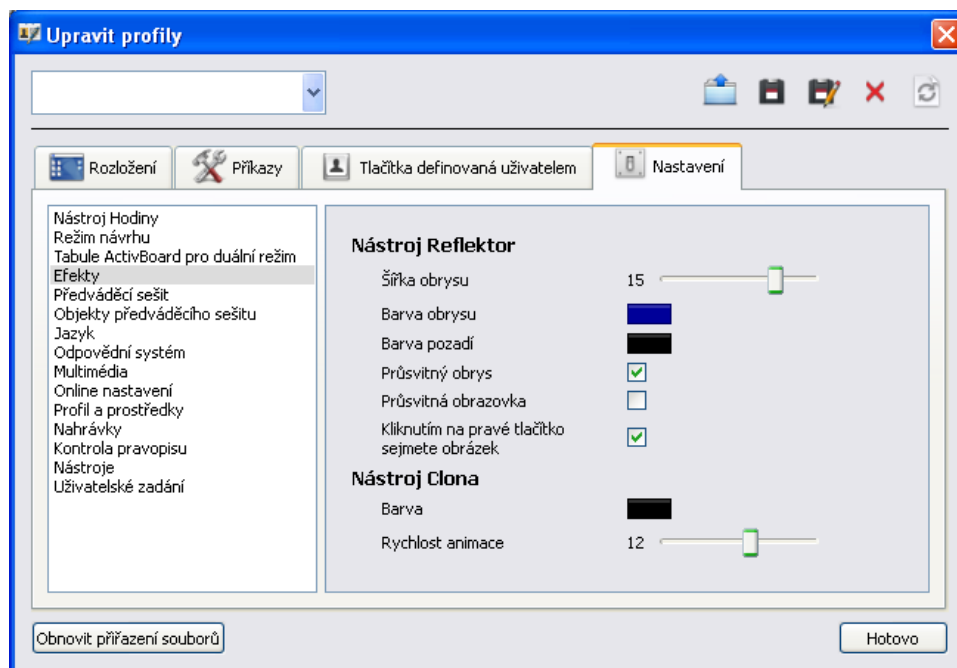 Upravit profily
Rozložení
Příkazy
Tlačítka definovaná uživatelem
Nastavení
Nástroj Hodiny
Režim návrhu
Tabule ActivBoard pro duální režim
Efekty
Předváděcí sešit
Objekty předváděcího sešitu
Jazyk
Odpovědní systém
Multimédia
Online nastavení
Profil a prostředky
Nahrávky
Kontrola pravopisu
Nástroje
Uživatelské zadání
Nástroj Reflektor
Šířka obrysu 15
Barva obrysu
Barva pozadí
Průsvitný obrys
Průsvitná obrazovka
Kliknutím na pravé tlačítko
sejmete obrázek
Nástroj Clona
Barva
Rychlost animace 12
Obnovit přiřazení souborů
Hotovo